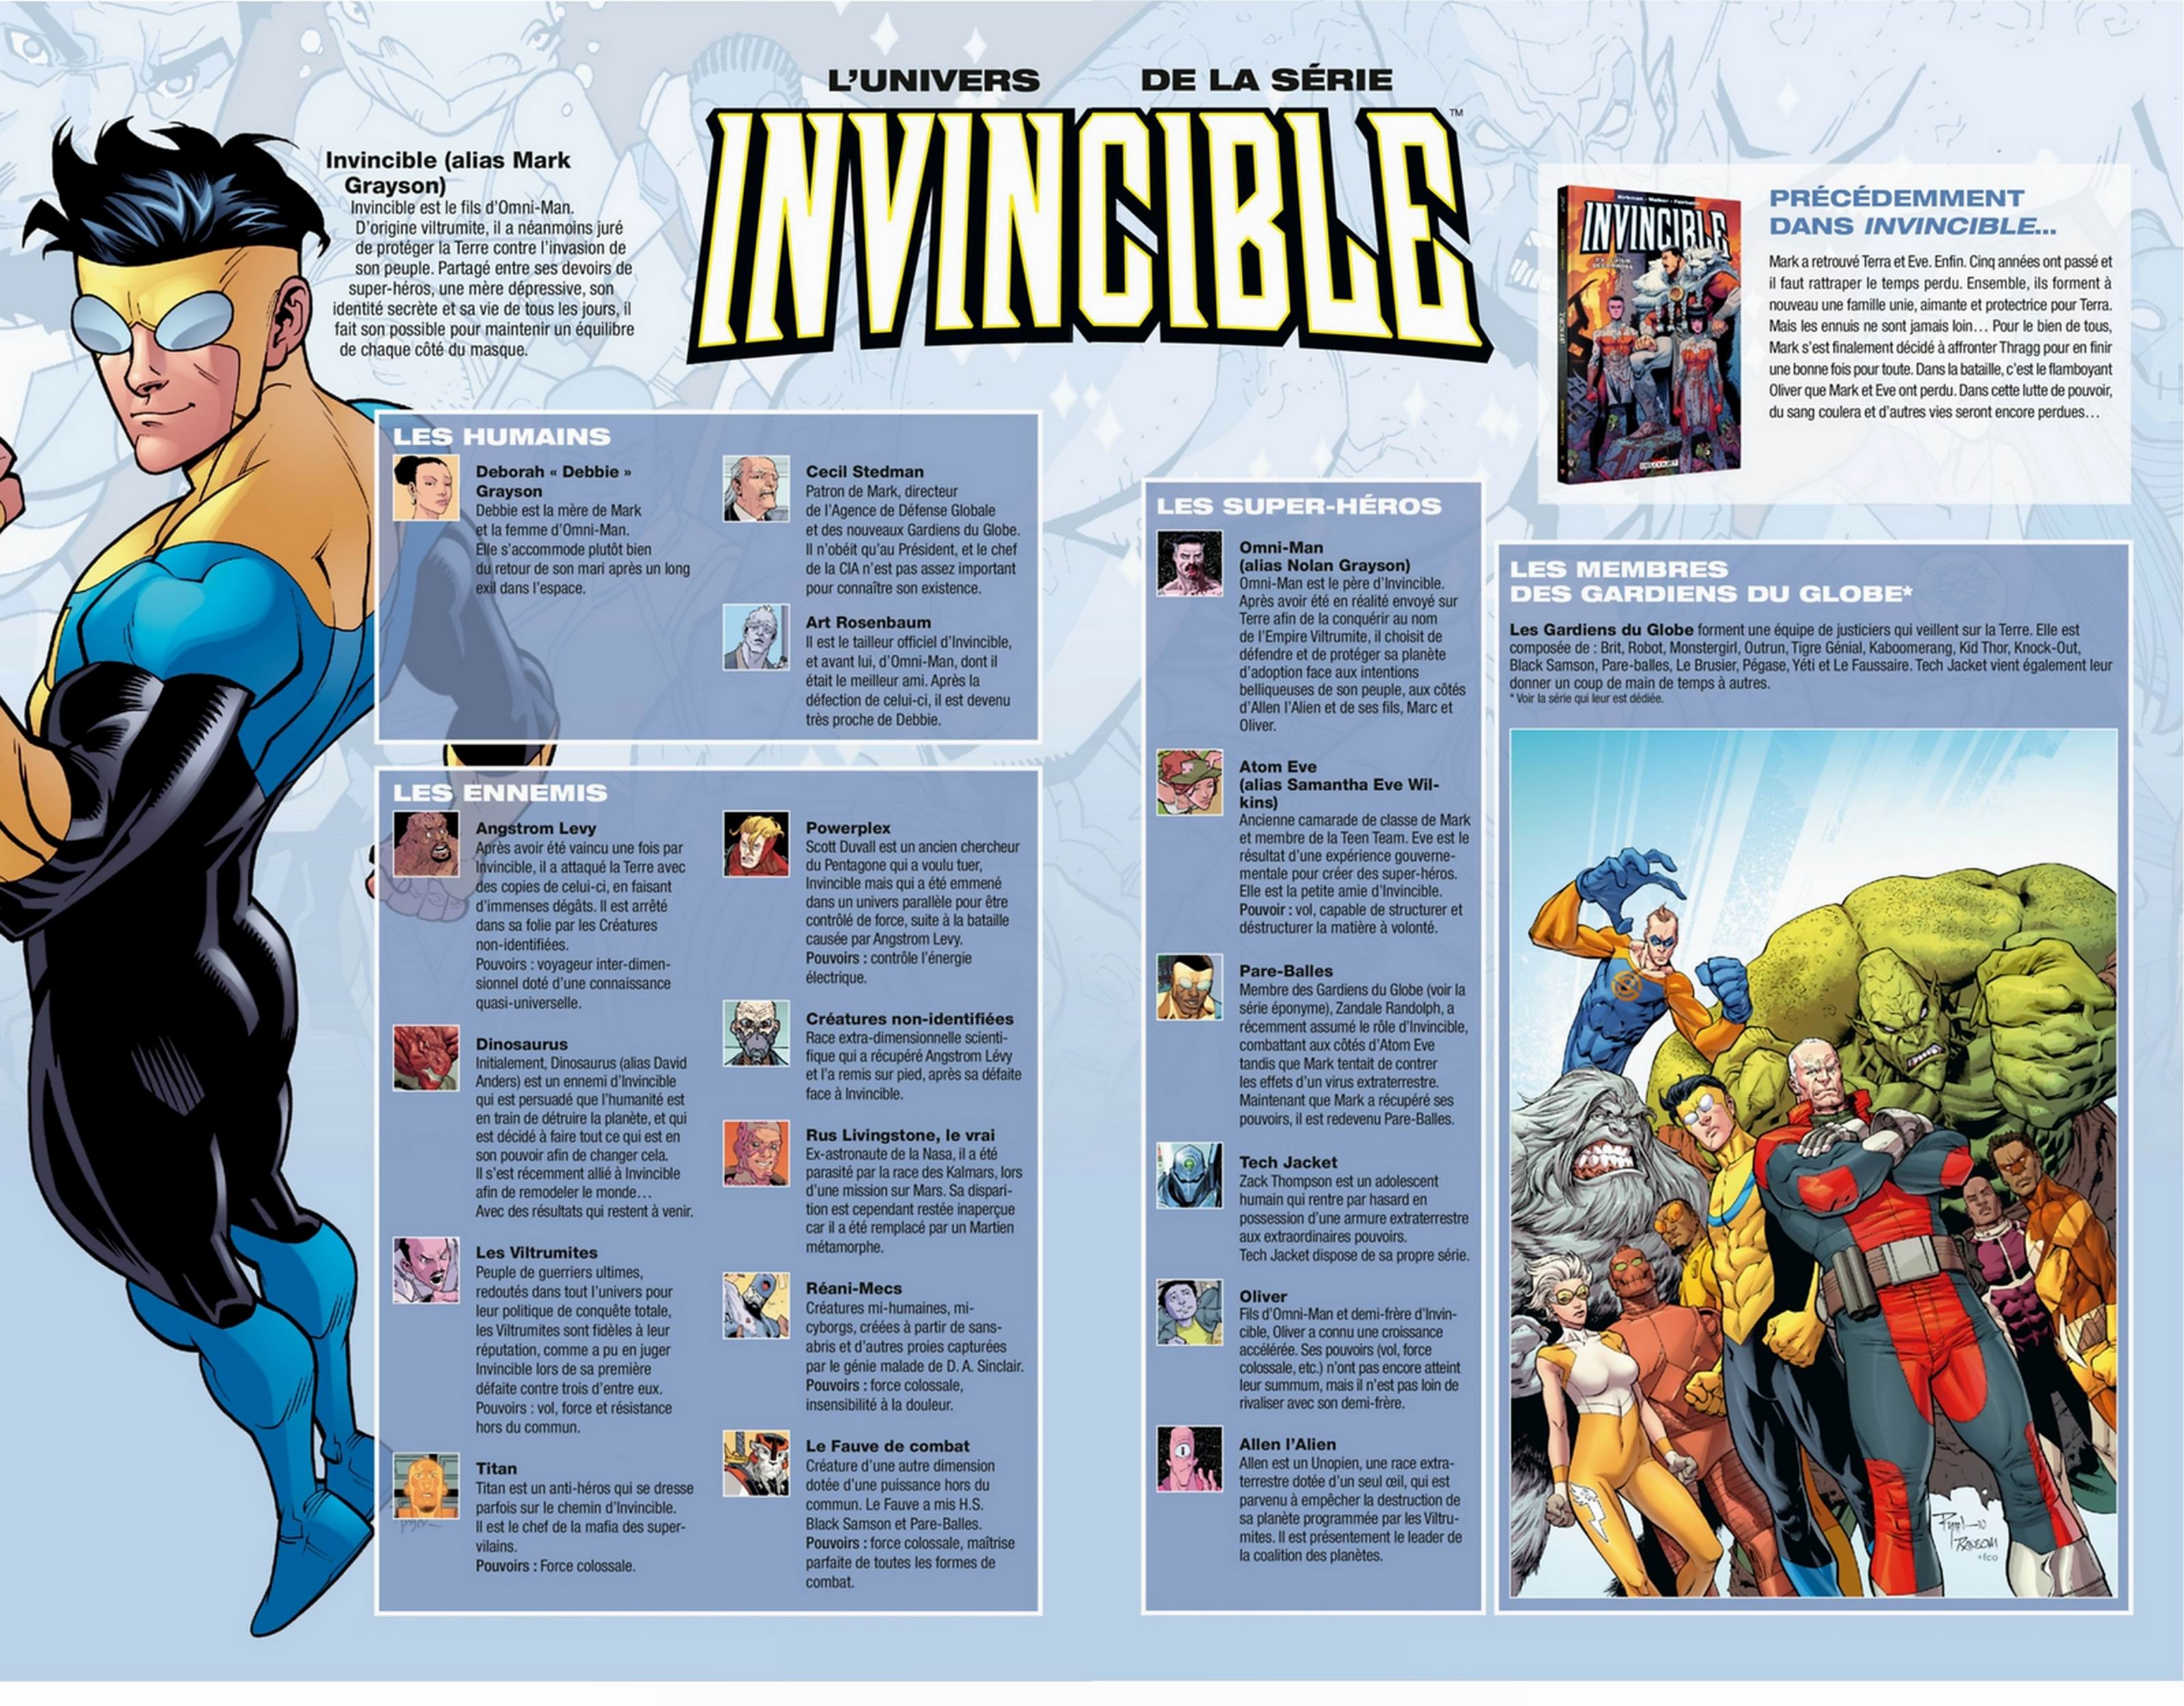 L'UNIVERS DE LA SÉRIE
INVINCIBLE™
Invincible (alias Mark
Grayson)
Invincible est le fils d'Omni-Man.
D'origine viltrumite, il a néanmoins juré
de protéger la Terre contre l'invasion de
son peuple. Partagé entre ses devoirs de
super-héros, une mère dépressive, son
identité secrète et sa vie de tous les jours, il
fait son possible pour maintenir un équilibre
de chaque côté du masque.
LES HUMAINS
Deborah « Debbie »
Grayson
Debbie est la mère de Mark
et la femme d'Omni-Man.
Elle s'accommode plutôt bien
du retour de son mari après un long
exil dans l'espace.
Cecil Stedman
Patron de Mark, directeur
de l'Agence de Défense Globale
et des nouveaux Gardiens du Globe.
Il n'obéit qu'au Président, et le chef
de la CIA n'est pas assez important
pour connaître son existence.
Art Rosenbaum
Il est le tailleur officiel d'Invincible,
et avant lui, d'Omni-Man, dont il
était le meilleur ami. Après la
défection de celui-ci, il est devenu
très proche de Debbie.
LES ENNEMIS
Angstrom Levy
Après avoir été vaincu une fois par
Invincible, il a attaqué la Terre avec
des copies de celui-ci, en faisant
d'immenses dégâts. Il est arrêté
dans sa folie par les Créatures
non-identifiées.
Pouvoirs : voyageur inter-dimen-
sionnel doté d'une connaissance
quasi-universelle.
Dinosaurus
Initialement, Dinosaurus (alias David
Anders) est un ennemi d'Invincible
qui est persuadé que l'humanité est
en train de détruire la planète, et qui
est décidé à faire tout ce qui est en
son pouvoir afin de changer cela.
Il s'est récemment allié à Invincible
afin de remodeler le monde…
Avec des résultats qui restent à venir.
Les Viltrumites
Peuple de guerriers ultimes,
redoutés dans tout l'univers pour
leur politique de conquête totale,
les Viltrumites sont fidèles à leur
réputation, comme a pu en juger
Invincible lors de sa première
défaite contre trois d'entre eux.
Pouvoirs : vol, force et résistance
hors du commun.
Titan
Titan est un anti-héros qui se dresse
parfois sur le chemin d'Invincible.
Il est le chef de la mafia des super-
vilains.
Pouvoirs : Force colossale.
Powerplex
Scott Duvall est un ancien chercheur
du Pentagone qui a voulu tuer,
Invincible mais qui a été emmené
dans un univers parallèle pour être
contrôlé de force, suite à la bataille
causée par Angstrom Levy.
Pouvoirs : contrôle l'énergie
électrique.
Créatures non-identifiées
Race extra-dimensionnelle scienti-
fique qui a récupéré Angstrom Lévy
et l'a remis sur pied, après sa défaite
face à Invincible.
Rus Livingstone, le vrai
Ex-astronaute de la Nasa, il a été
parasité par la race des Kalmars, lors
d'une mission sur Mars. Sa dispari-
tion est cependant restée inaperçue
car il a été remplacé par un Martien
métamorphe.
Réani-Mecs
Créatures mi-humaines, mi-
cyborgs, créées à partir de sans-
abris et d'autres proies capturées
par le génie malade de D. A. Sinclair.
Pouvoirs : force colossale,
insensibilité à la douleur.
Le Fauve de combat
Créature d'une autre dimension
dotée d'une puissance hors du
commun. Le Fauve a mis H.S.
Black Samson et Pare-Balles.
Pouvoirs : force colossale, maîtrise
parfaite de toutes les formes de
combat.
LES SUPER-HÉROS
Omni-Man
(alias Nolan Grayson)
Omni-Man est le père d'Invincible.
Après avoir été en réalité envoyé sur
Terre afin de la conquérir au nom
de l'Empire Viltrumite, il choisit de
défendre et de protéger sa planète
d'adoption face aux intentions
belliqueuses de son peuple, aux côtés
d'Allen l'Alien et de ses fils, Marc et
Oliver.
Atom Eve
(alias Samantha Eve Wil-
kins)
Ancienne camarade de classe de Mark
et membre de la Teen Team. Eve est le
résultat d'une expérience gouverne-
mentale pour créer des super-héros.
Elle est la petite amie d'Invincible.
Pouvoir : vol, capable de structurer et
déstructurer la matière à volonté.
Pare-Balles
Membre des Gardiens du Globe (voir la
série éponyme), Zandale Randolph, a
récemment assumé le rôle d'Invincible,
combattant aux côtés d'Atom Eve
tandis que Mark tentait de contrer
les effets d'un virus extraterrestre.
Maintenant que Mark a récupéré ses
pouvoirs, il est redevenu Pare-Balles.
Tech Jacket
Zack Thompson est un adolescent
humain qui rentre par hasard en
possession d'une armure extraterrestre
aux extraordinaires pouvoirs.
Tech Jacket dispose de sa propre série.
Oliver
Fils d'Omni-Man et demi-frère d'Invin-
cible, Oliver a connu une croissance
accélérée. Ses pouvoirs (vol, force
colossale, etc.) n'ont pas encore atteint
leur summum, mais il n'est pas loin de
rivaliser avec son demi-frère.
Allen l'Alien
Allen est un Unopien, une race extra-
terrestre dotée d'un seul œil, qui est
parvenu à empêcher la destruction de
sa planète programmée par les Viltru-
mites. Il est présentement le leader de
la coalition des planètes.
Kirkman - Walker - Fairbairn
INVINCIBLE
DELCOURT
PRÉCÉDEMMENT
DANS INVINCIBLE…
Mark a retrouvé Terra et Eve. Enfin. Cinq années ont passé et
il faut rattraper le temps perdu. Ensemble, ils forment à
nouveau une famille unie, aimante et protectrice pour Terra.
Mais les ennuis ne sont jamais loin… Pour le bien de tous,
Mark s'est finalement décidé à affronter Thragg pour en finir
une bonne fois pour toute. Dans la bataille, c'est le flamboyant
Oliver que Mark et Eve ont perdu. Dans cette lutte de pouvoir,
du sang coulera et d'autres vies seront encore perdues…
LES MEMBRES
DES GARDIENS DU GLOBE*
Les Gardiens du Globe forment une équipe de justiciers qui veillent sur la Terre. Elle est
composée de : Brit, Robot, Monstergirl, Outrun, Tigre Génial, Kaboomerang, Kid Thor, Knock-Out,
Black Samson, Pare-balles, Le Brusier, Pégase, Yéti et Le Faussaire. Tech Jacket vient également leur
donner un coup de main de temps à autres.
* Voir la série qui leur est dédiée.
RANSOM
+fco